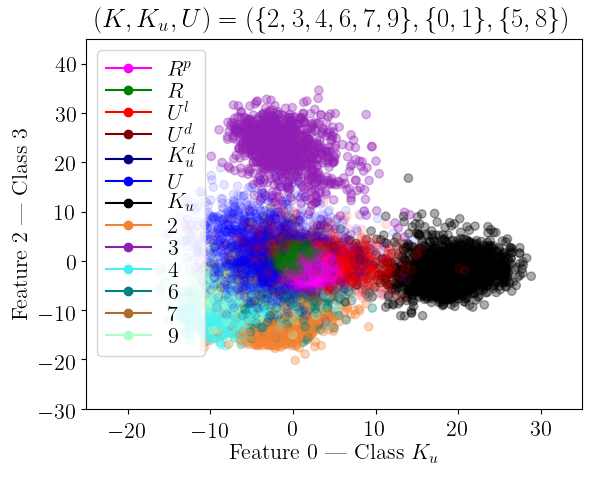 (K, K_u, U) = ({2, 3, 4, 6, 7, 9}, {0, 1}, {5, 8})
40
30
20
10
0
−10
−20
−30
Feature 2 — Class 3
R^p
R
U^l
U^d
K_u^d
U
K_u
2
3
4
6
7
9
−20
−10
0
10
20
30
Feature 0 — Class K_u